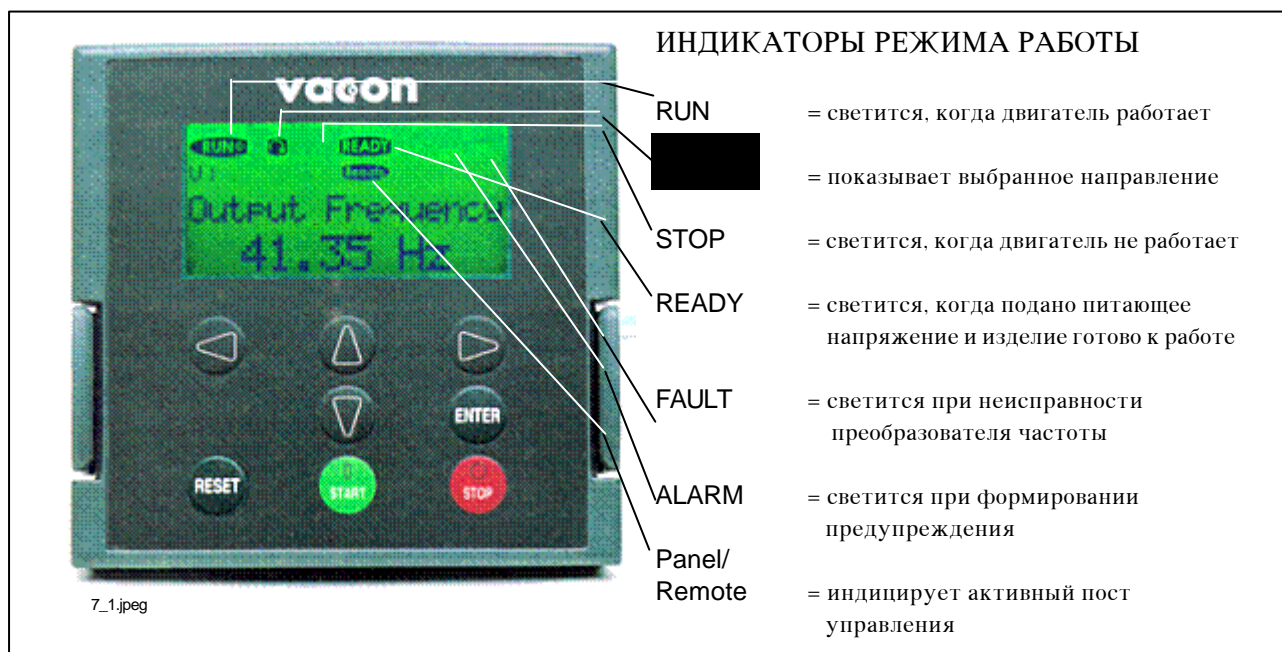 ИНДИКАТОРЫ РЕЖИМА РАБОТЫ
vacon
RUN
READY
Output Frequency
41.35 Hz
ENTER
RESET
START
STOP
7_1.jpeg
RUN = светится, когда двигатель работает
= показывает выбранное направление
STOP = светится, когда двигатель не работает
READY = светится, когда подано питающее
напряжение и изделие готово к работе
FAULT = светится при неисправности
преобразователя частоты
ALARM = светится при формировании
предупреждения
Panel/
Remote = индицирует активный пост
управления